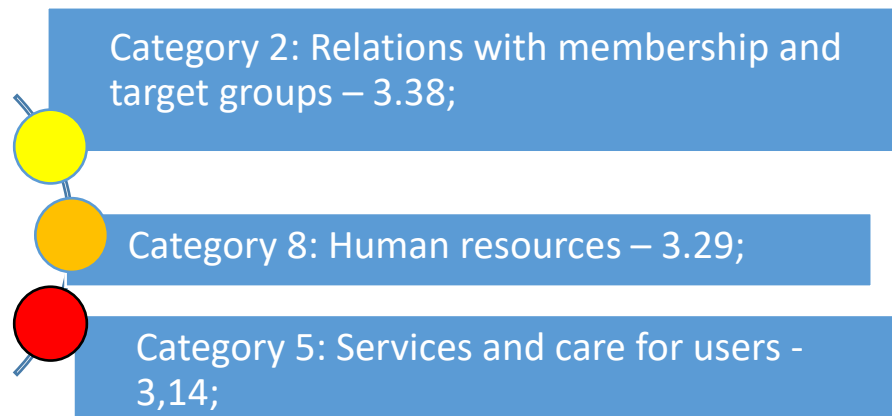 Category 2: Relations with membership and
target groups – 3.38;
Category 8: Human resources – 3.29;
Category 5: Services and care for users -
3,14;